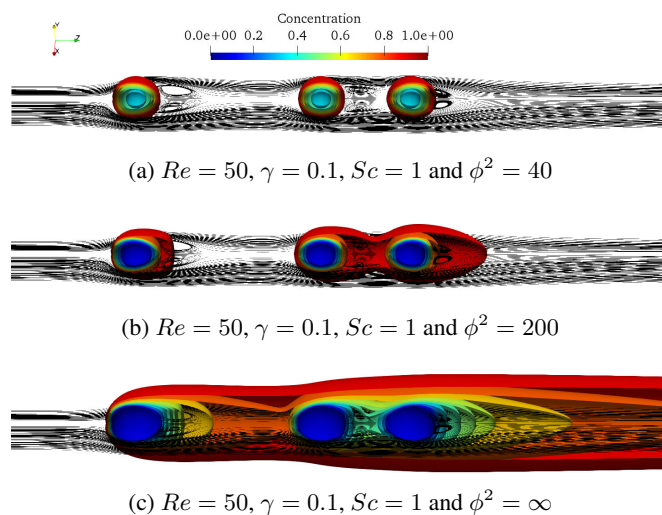 Concentration
0.0e+00 0.2 0.4 0.6 0.8 1.0e+00
Y
Z
X
(a) Re = 50, γ = 0.1, Sc = 1 and ϕ² = 40
(b) Re = 50, γ = 0.1, Sc = 1 and ϕ² = 200
(c) Re = 50, γ = 0.1, Sc = 1 and ϕ² = ∞